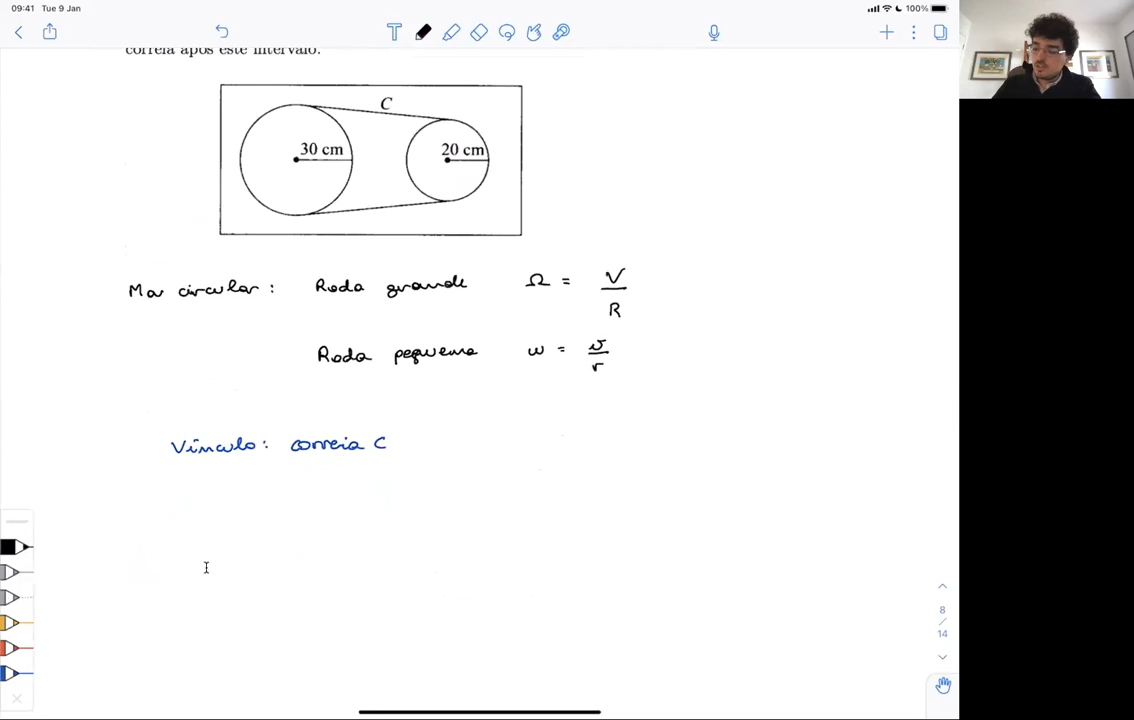 09:41 Tue 9 Jan
100%
correia após este intervalo.
C
30 cm
20 cm
Mov circular: Roda grande Ω = V / R
Roda pequena ω = v / r
Vínculo: correia C
8
/
14